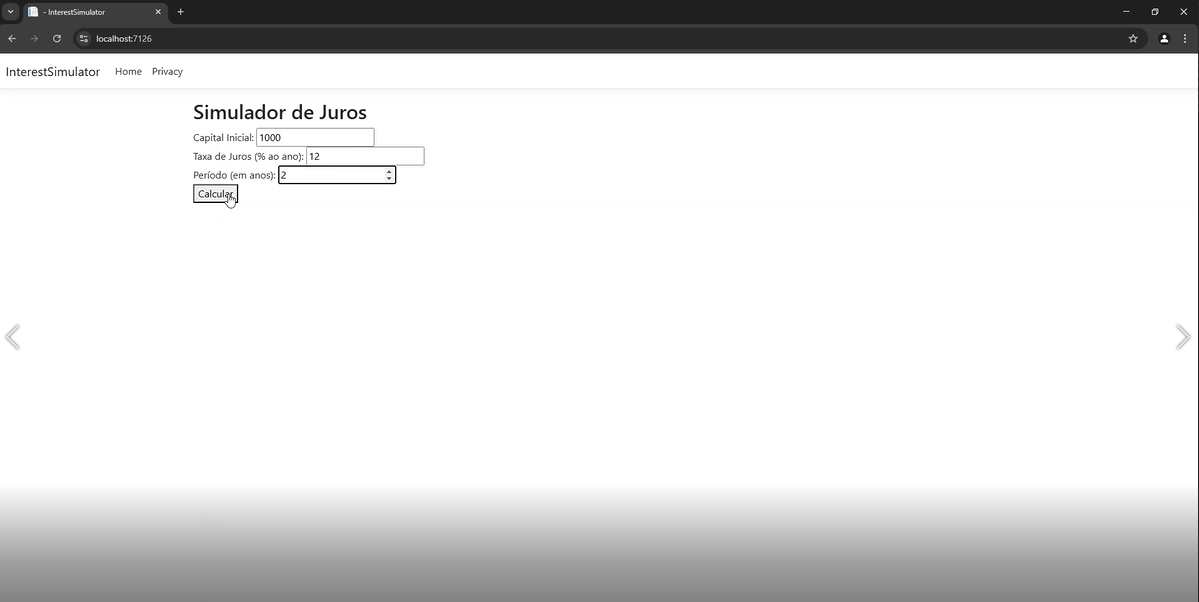 - InterestSimulator
localhost:7126
InterestSimulator Home Privacy
Simulador de Juros
Capital Inicial: 1000
Taxa de Juros (% ao ano): 12
Período (em anos): 2
Calcular